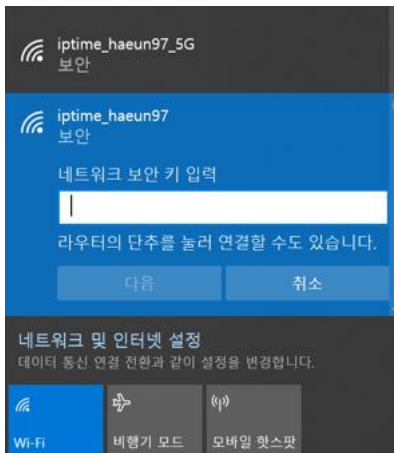 iptime_haeun97_5G
보안
iptime_haeun97
보안
네트워크 보안 키 입력
라우터의 단추를 눌러 연결할 수도 있습니다.
다음 취소
네트워크 및 인터넷 설정
데이터 통신 연결 전환과 같이 설정을 변경합니다.
Wi-Fi 비행기 모드 모바일 핫스팟